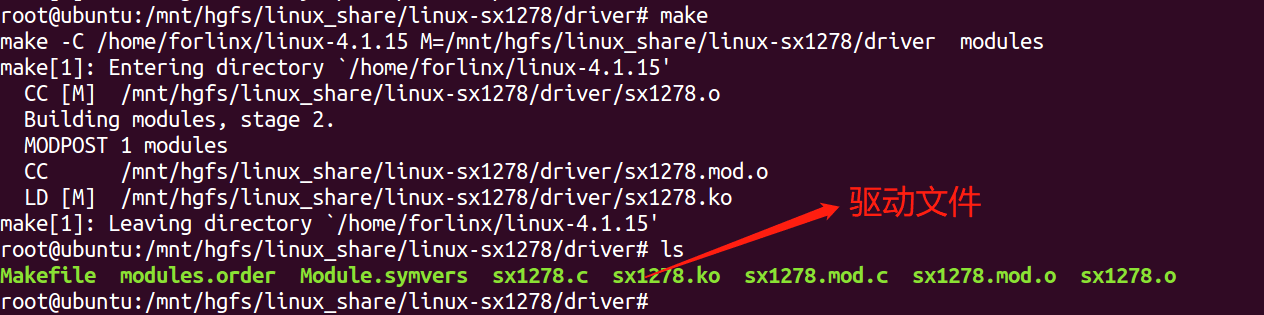 root@ubuntu:/mnt/hgfs/linux_share/linux-sx1278/driver# make
make -C /home/forlinx/linux-4.1.15 M=/mnt/hgfs/linux_share/linux-sx1278/driver  modules
make[1]: Entering directory `/home/forlinx/linux-4.1.15'
  CC [M]  /mnt/hgfs/linux_share/linux-sx1278/driver/sx1278.o
  Building modules, stage 2.
  MODPOST 1 modules
  CC      /mnt/hgfs/linux_share/linux-sx1278/driver/sx1278.mod.o
  LD [M]  /mnt/hgfs/linux_share/linux-sx1278/driver/sx1278.ko
驱动文件
make[1]: Leaving directory `/home/forlinx/linux-4.1.15'
root@ubuntu:/mnt/hgfs/linux_share/linux-sx1278/driver# ls
Makefile  modules.order  Module.symvers  sx1278.c  sx1278.ko  sx1278.mod.c  sx1278.mod.o  sx1278.o
root@ubuntu:/mnt/hgfs/linux_share/linux-sx1278/driver#